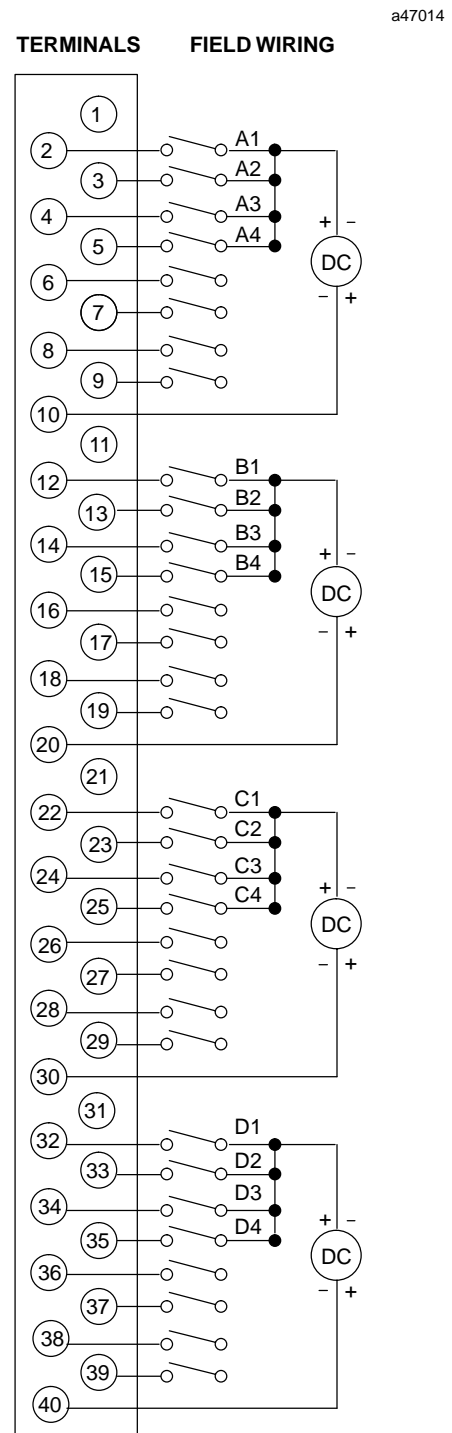 a47014
TERMINALS FIELD WIRING
1
2 A1
3 A2
4 A3
+ −
5 A4
DC
6
− +
7
8
9
10
11
12 B1
13 B2
14 B3
+ −
15 B4
DC
16
− +
17
18
19
20
21
22 C1
23 C2
24 C3
+ −
25 C4
DC
26
− +
27
28
29
30
31
32 D1
33 D2
34 D3
+ −
35 D4
DC
36
− +
37
38
39
40